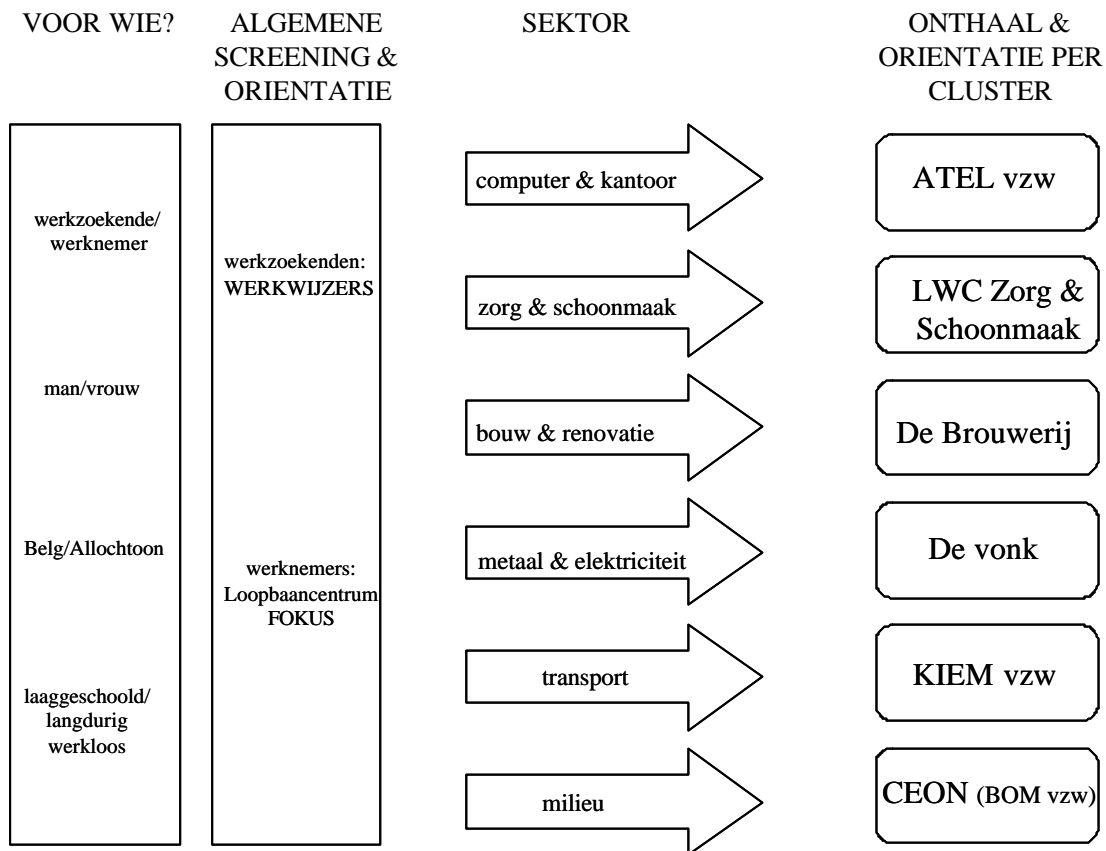 VOOR WIE?
ALGEMENE
SCREENING &
ORIENTATIE
SEKTOR
ONTHAAL &
ORIENTATIE PER
CLUSTER
werkzoekende/
werknemer
man/vrouw
Belg/Allochtoon
laaggeschoold/
langdurig
werkloos
werkzoekenden:
WERKWIJZERS
werknemers:
Loopbaancentrum
FOKUS
computer & kantoor
ATEL vzw
zorg & schoonmaak
LWC Zorg &
Schoonmaak
bouw & renovatie
De Brouwerij
metaal & elektriciteit
De vonk
transport
KIEM vzw
milieu
CEON (BOM vzw)